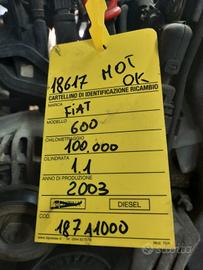 18617 MOT
OK
CARTELLINO DI IDENTIFICAZIONE RICAMBIO
MARCA
FIAT
MODELLO
600
CHILOMETRAGGIO
100.000
CILINDRATA
1.1
ANNO DI PRODUZIONE
2003
DIESEL
COD.
187A1000